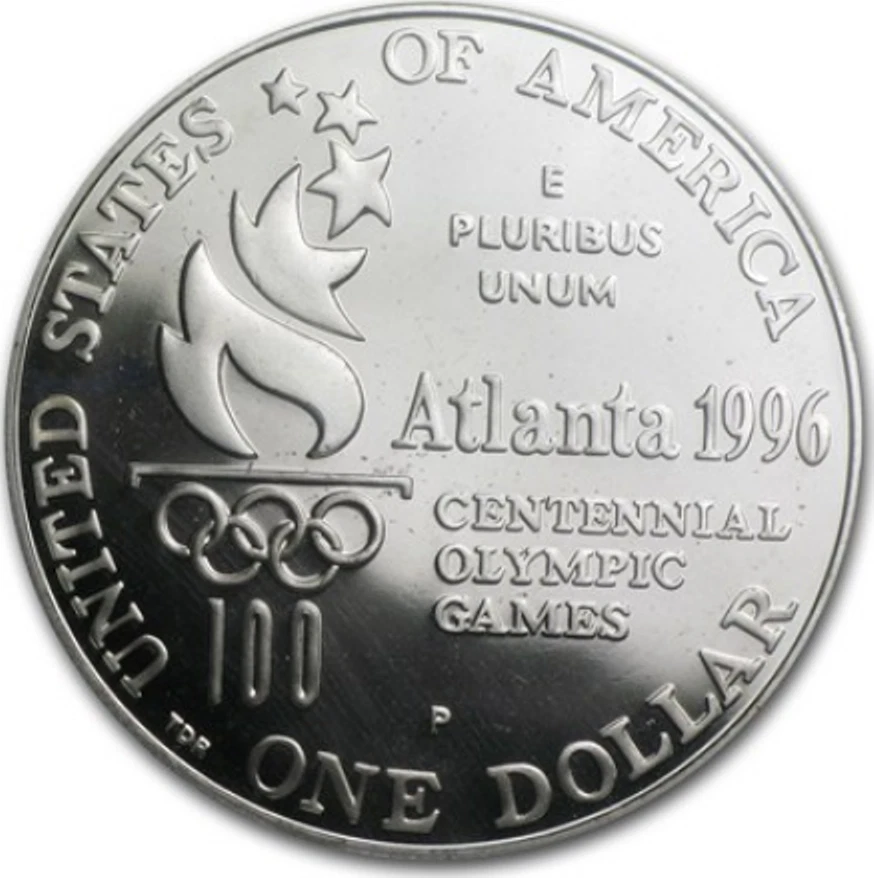 UNITED STATES OF AMERICA
E
PLURIBUS
UNUM
Atlanta 1996
CENTENNIAL
OLYMPIC
GAMES
100
P
TDR
ONE DOLLAR